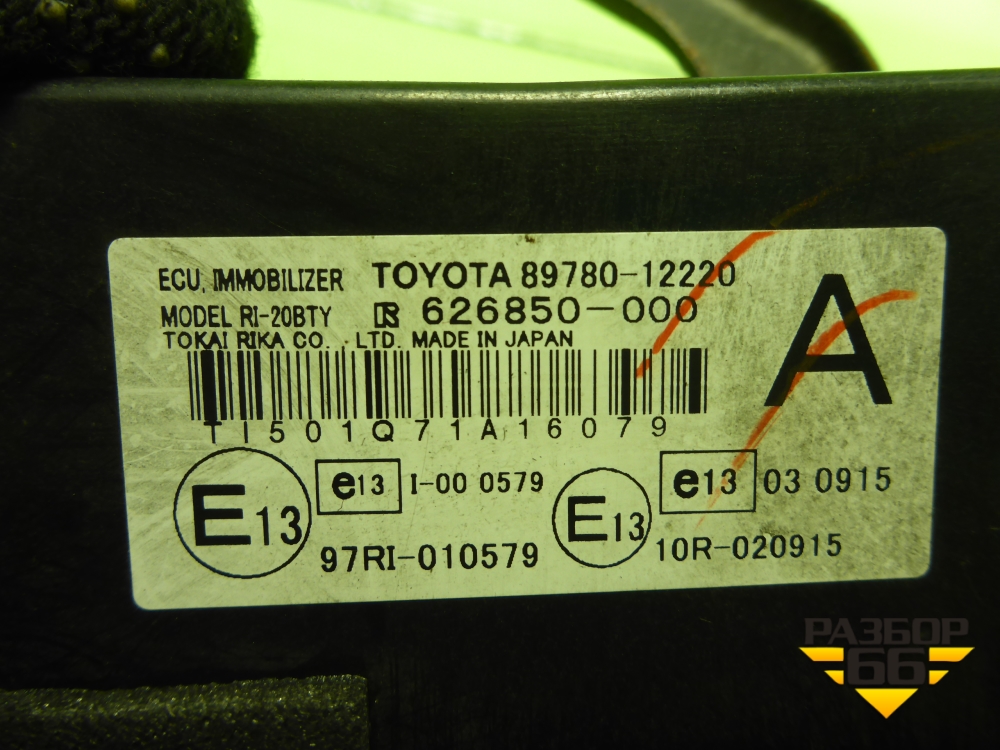 ECU, IMMOBILIZER TOYOTA 89780-12220
MODEL RI-20BTY R 626850-000
TOKAI RIKA CO., LTD. MADE IN JAPAN
A
TI501Q71A16079
E13 e13 I-00 0579 E13 e13 03 0915
97RI-010579 10R-020915
РАЗБОР
66